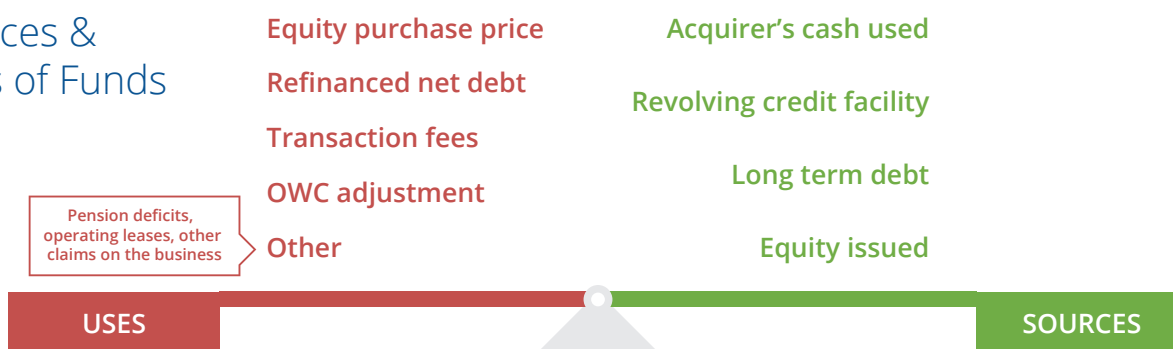 ces &
s of Funds
Equity purchase price
Refinanced net debt
Transaction fees
OWC adjustment
Other
Pension deficits,
operating leases, other
claims on the business
Acquirer's cash used
Revolving credit facility
Long term debt
Equity issued
USES
SOURCES